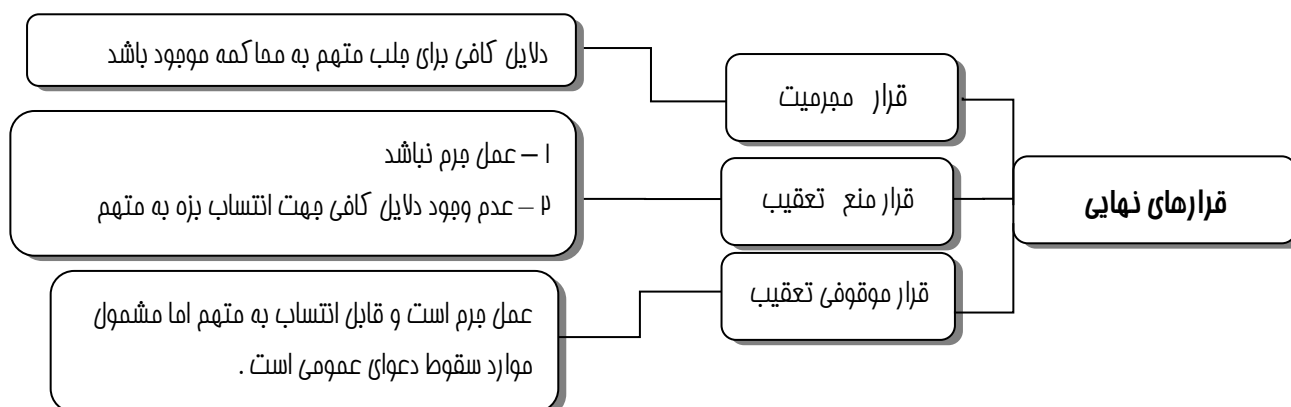 قرارهای نهایی
قرار مجرمیت
دلایل کافی برای جلب متهم به محاکمه موجود باشد
قرار منع تعقیب
۱ – عمل جرم نباشد
۲ – عدم وجود دلایل کافی جهت انتساب بزه به متهم
قرار موقوفی تعقیب
عمل جرم است و قابل انتساب به متهم اما مشمول
موارد سقوط دعوای عمومی است .